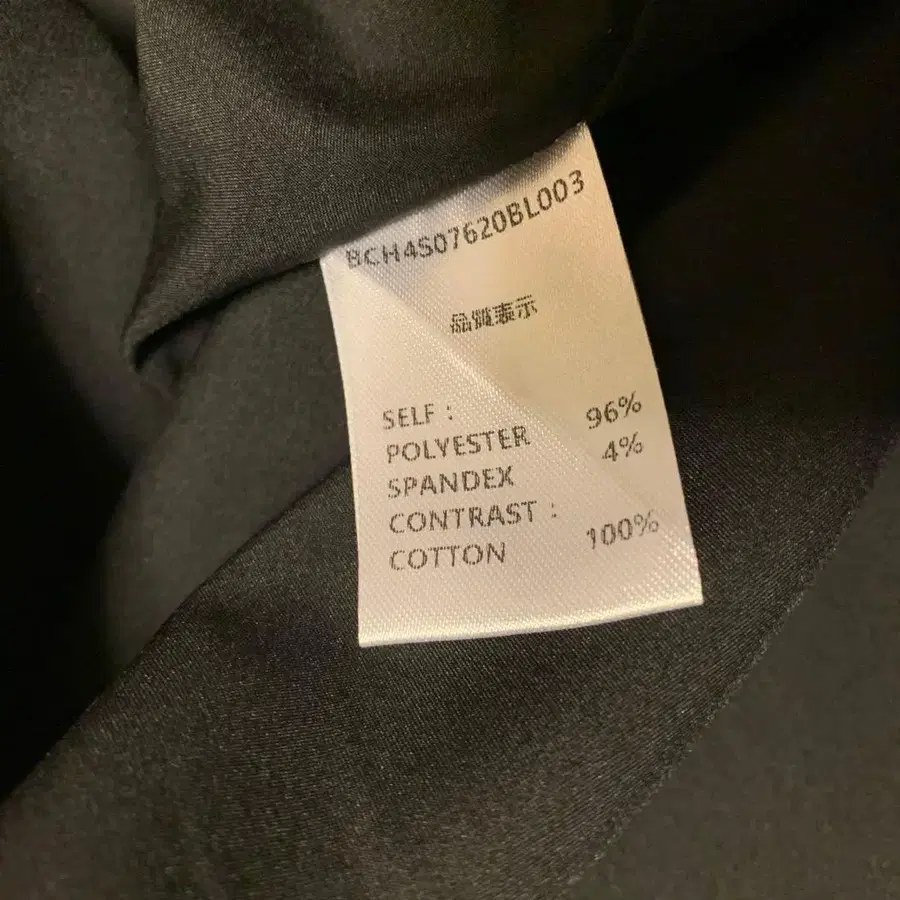 BCH4S07620BL003
品質表示
SELF :
POLYESTER 96%
SPANDEX 4%
CONTRAST :
COTTON 100%